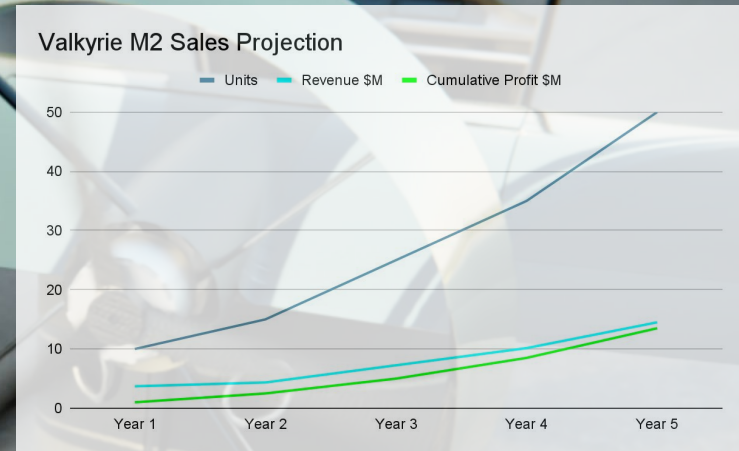 Valkyrie M2 Sales Projection
Units Revenue $M Cumulative Profit $M
50
40
30
20
10
0
Year 1 Year 2 Year 3 Year 4 Year 5